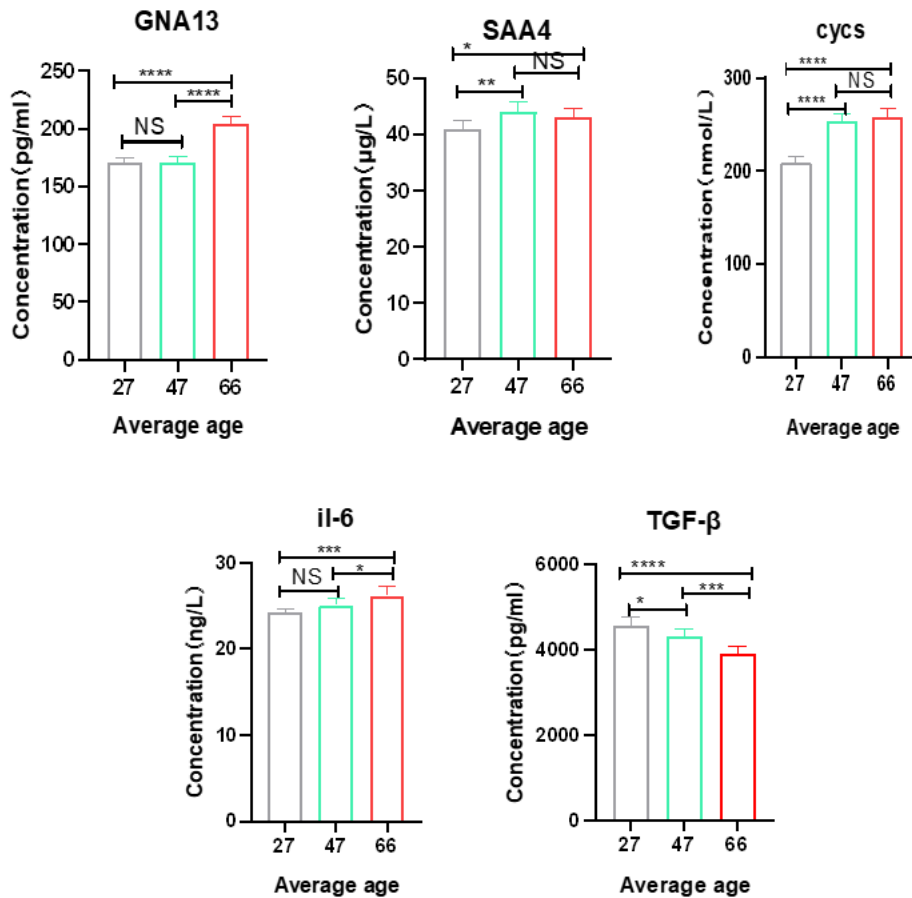 GNA13
Concentration(pg/ml)
250
200
150
100
50
0
****
****
NS
27 47 66
Average age
SAA4
Concentration(µg/L)
50
40
30
20
10
0
*
NS
**
27 47 66
Average age
cycs
Concentration(nmol/L)
300
200
100
0
****
NS
****
27 47 66
Average age
il-6
Concentration(ng/L)
30
20
10
0
***
*
NS
27 47 66
Average age
TGF-β
Concentration(pg/ml)
6000
4000
2000
0
****
***
*
27 47 66
Average age